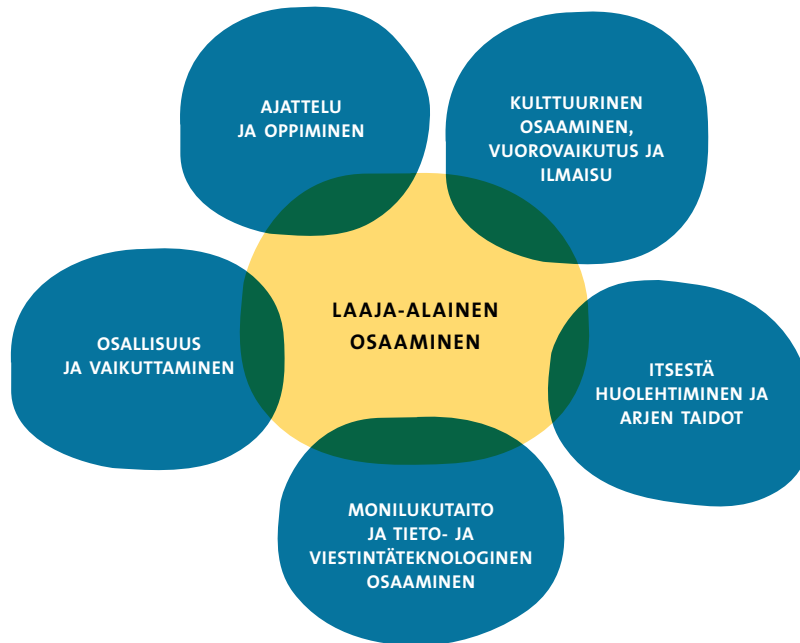 AJATTELU
JA OPPIMINEN
KULTTUURINEN
OSAAMINEN,
VUOROVAIKUTUS JA
ILMAISU
LAAJA-ALAINEN
OSAAMINEN
OSALLISUUS
JA VAIKUTTAMINEN
ITSESTÄ
HUOLEHTIMINEN JA
ARJEN TAIDOT
MONILUKUTAITO
JA TIETO- JA
VIESTINTÄTEKNOLOGINEN
OSAAMINEN